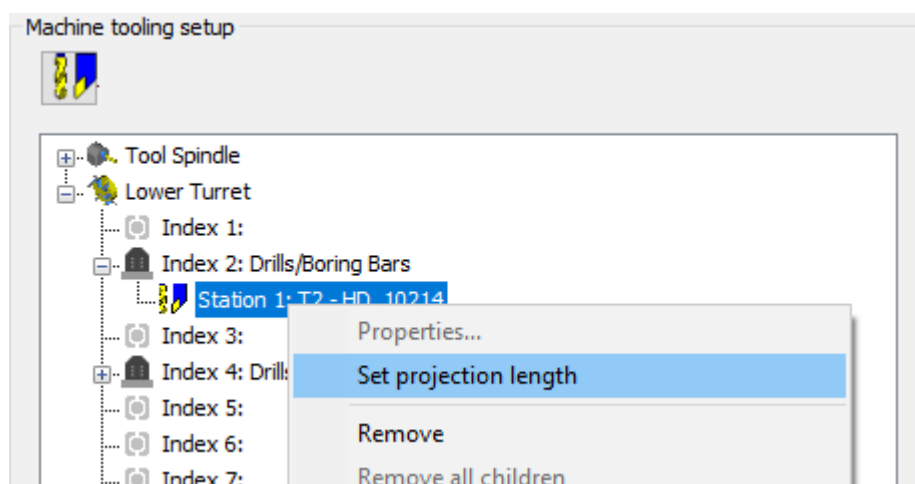 Machine tooling setup
Tool Spindle
Lower Turret
Index 1:
Index 2: Drills/Boring Bars
Station 1: T2 - HD_10214
Index 3:
Properties...
Index 4: Drill
Set projection length
Index 5:
Index 6:
Remove
Index 7:
Remove all children